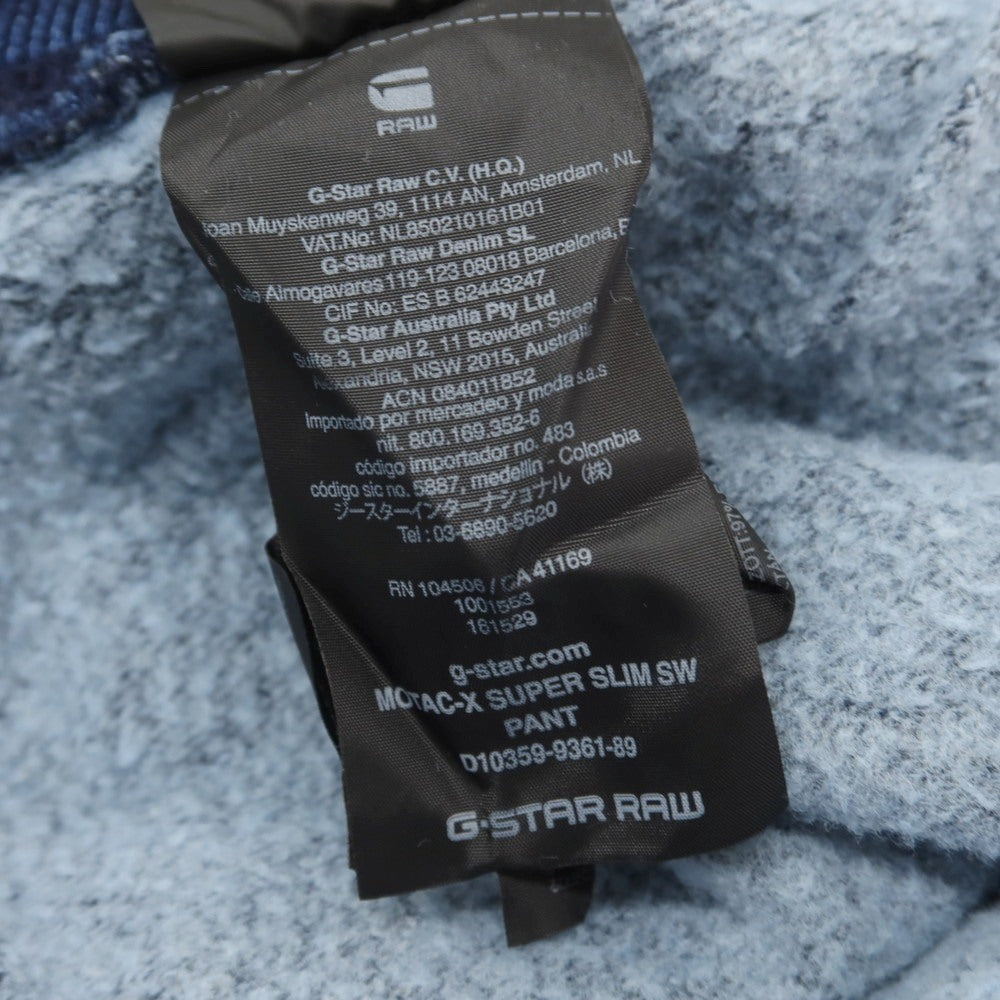 RAW
G-Star Raw C.V. (H.Q.)
Joan Muyskenweg 39, 1114 AN, Amsterdam, NL
VAT.No. NL850210161B01
G-Star Raw Denim SL
Almogavares 119-123 08018 Barcelona, E
CIF No: ES B 62443247
G-Star Australia Pty Ltd
Suite 3, Level 2, 11 Bowden Street
Alexandria, NSW 2015, Australia
ACN 084011852
Importado por mercadeo y moda s.a.s
nit. 800.169.352-6
código importador no. 483
código sic no. 5887, medellin - Colombia
ジースターインターナショナル (株)
Tel : 03-6890-5620
RN 104506 / CA 41169
1001553
161529
g-star.com
MOTAC-X SUPER SLIM SW
PANT
D10359-9361-89
G-STAR RAW